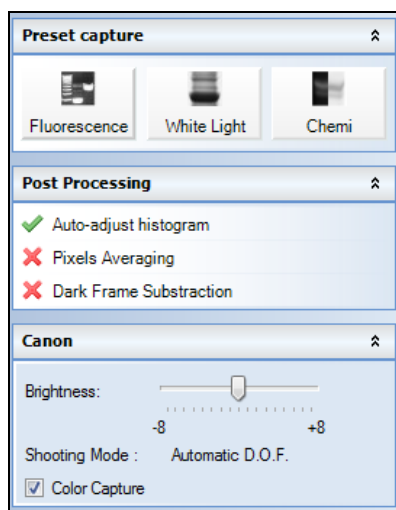 Preset capture
Fluorescence White Light Chemi
Post Processing
Auto-adjust histogram
Pixels Averaging
Dark Frame Substraction
Canon
Brightness:
-8 +8
Shooting Mode : Automatic D.O.F.
Color Capture